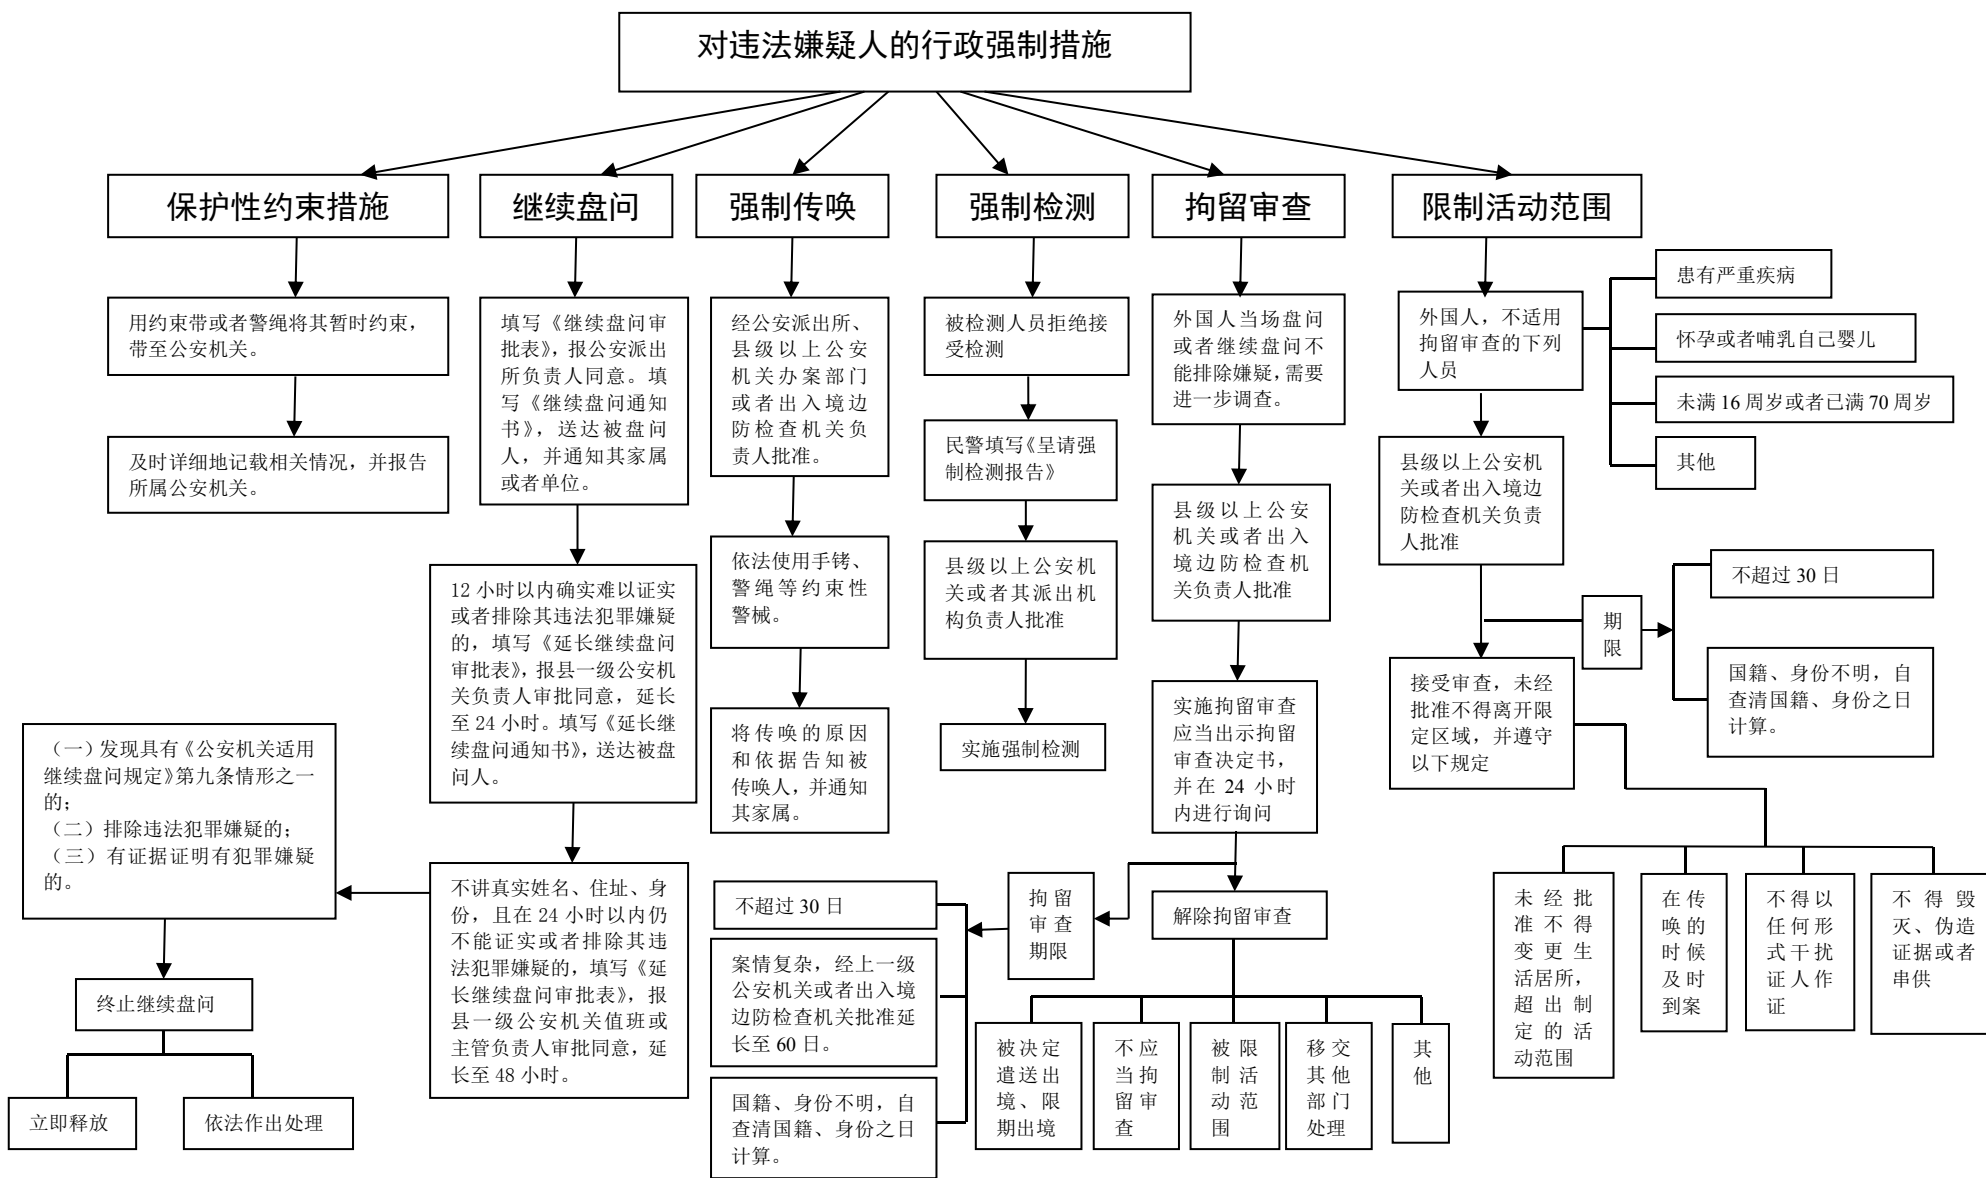 对违法嫌疑人的行政强制措施
保护性约束措施
用约束带或者警绳将其暂时约束，
带至公安机关。
及时详细地记载相关情况，并报告
所属公安机关。
继续盘问
填写《继续盘问审
批表》，报公安派出
所负责人同意。填
写《继续盘问通知
书》，送达被盘问
人，并通知其家属
或者单位。
12 小时以内确实难以证实
或者排除其违法犯罪嫌疑
的，填写《延长继续盘问
审批表》，报县一级公安机
关负责人审批同意，延长
至 24 小时。填写《延长继
续盘问通知书》，送达被盘
问人。
不讲真实姓名、住址、身
份，且在 24 小时以内仍
不能证实或者排除其违
法犯罪嫌疑的，填写《延
长继续盘问审批表》，报
县一级公安机关值班或
主管负责人审批同意，延
长至 48 小时。
（一）发现具有《公安机关适用
继续盘问规定》第九条情形之一
的；
（二）排除违法犯罪嫌疑的；
（三）有证据证明有犯罪嫌疑
的。
终止继续盘问
立即释放
依法作出处理
强制传唤
经公安派出所、
县级以上公安
机关办案部门
或者出入境边
防检查机关负
责人批准。
依法使用手铐、
警绳等约束性
警械。
将传唤的原因
和依据告知被
传唤人，并通知
其家属。
强制检测
被检测人员拒绝接
受检测
民警填写《呈请强
制检测报告》
县级以上公安机
关或者其派出机
构负责人批准
实施强制检测
拘留审查
外国人当场盘问
或者继续盘问不
能排除嫌疑，需要
进一步调查。
县级以上公安
机关或者出入
境边防检查机
关负责人批准
实施拘留审查
应当出示拘留
审查决定书，
并在 24 小时
内进行询问
拘留
审查
期限
不超过 30 日
案情复杂，经上一级
公安机关或者出入境
边防检查机关批准延
长至 60 日。
国籍、身份不明，自
查清国籍、身份之日
计算。
解除拘留审查
被决定
遣送出
境、限
期出境
不应
当拘
留审
查
被限
制活
动范
围
移交
其他
部门
处理
其
他
限制活动范围
外国人，不适用
拘留审查的下列
人员
患有严重疾病
怀孕或者哺乳自己婴儿
未满 16 周岁或者已满 70 周岁
其他
县级以上公安机
关或者出入境边
防检查机关负责
人批准
期
限
不超过 30 日
国籍、身份不明，自
查清国籍、身份之日
计算。
接受审查，未经
批准不得离开限
定区域，并遵守
以下规定
未经批
准不得
变更生
活居所，
超出制
定的活
动范围
在传
唤的
时候
及时
到案
不得以
任何形
式干扰
证人作
证
不得毁
灭、伪造
证据或者
串供